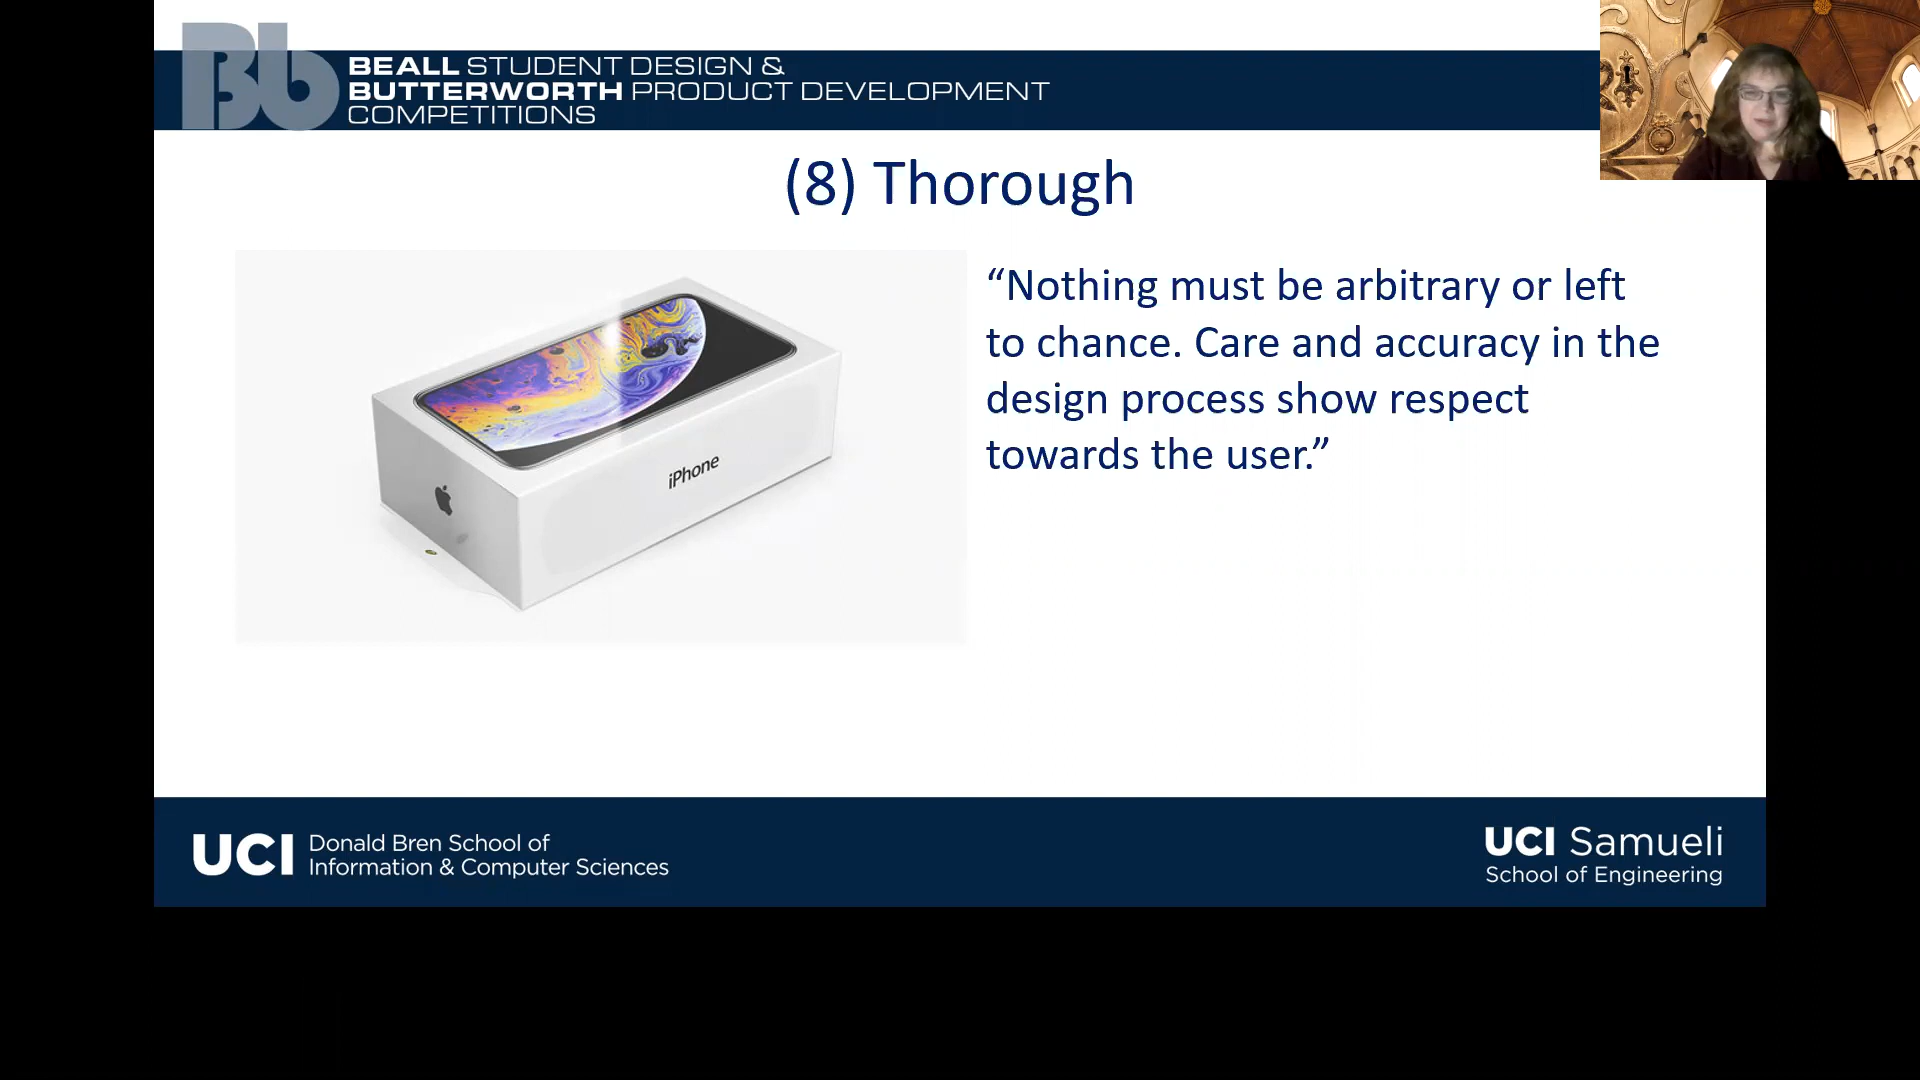 Bb
BEALL STUDENT DESIGN &
BUTTERWORTH PRODUCT DEVELOPMENT
COMPETITIONS
(8) Thorough
iPhone
“Nothing must be arbitrary or left
to chance. Care and accuracy in the
design process show respect
towards the user.”
UCI Donald Bren School of
Information & Computer Sciences
UCI Samueli
School of Engineering